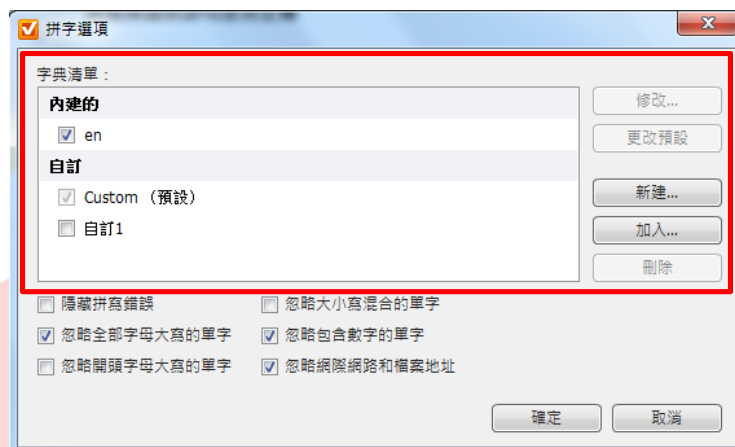 拼字選項
字典清單：
內建的
en
自訂
Custom （預設）
自訂1
修改...
更改預設
新建...
加入...
刪除
隱藏拼寫錯誤 忽略大小寫混合的單字
忽略全部字母大寫的單字 忽略包含數字的單字
忽略開頭字母大寫的單字 忽略網際網路和檔案地址
確定 取消